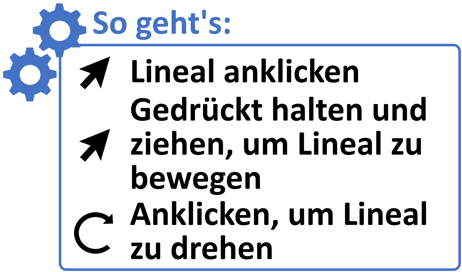 So geht's:
Lineal anklicken
Gedrückt halten und
ziehen, um Lineal zu
bewegen
Anklicken, um Lineal
zu drehen